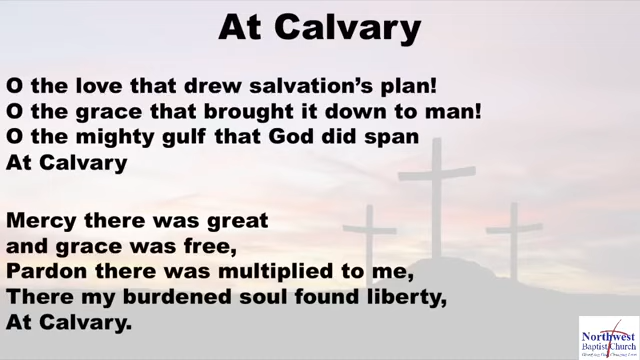 At Calvary
O the love that drew salvation’s plan!
O the grace that brought it down to man!
O the mighty gulf that God did span
At Calvary
Mercy there was great
and grace was free,
Pardon there was multiplied to me,
There my burdened soul found liberty,
At Calvary.
Northwest
Baptist Church